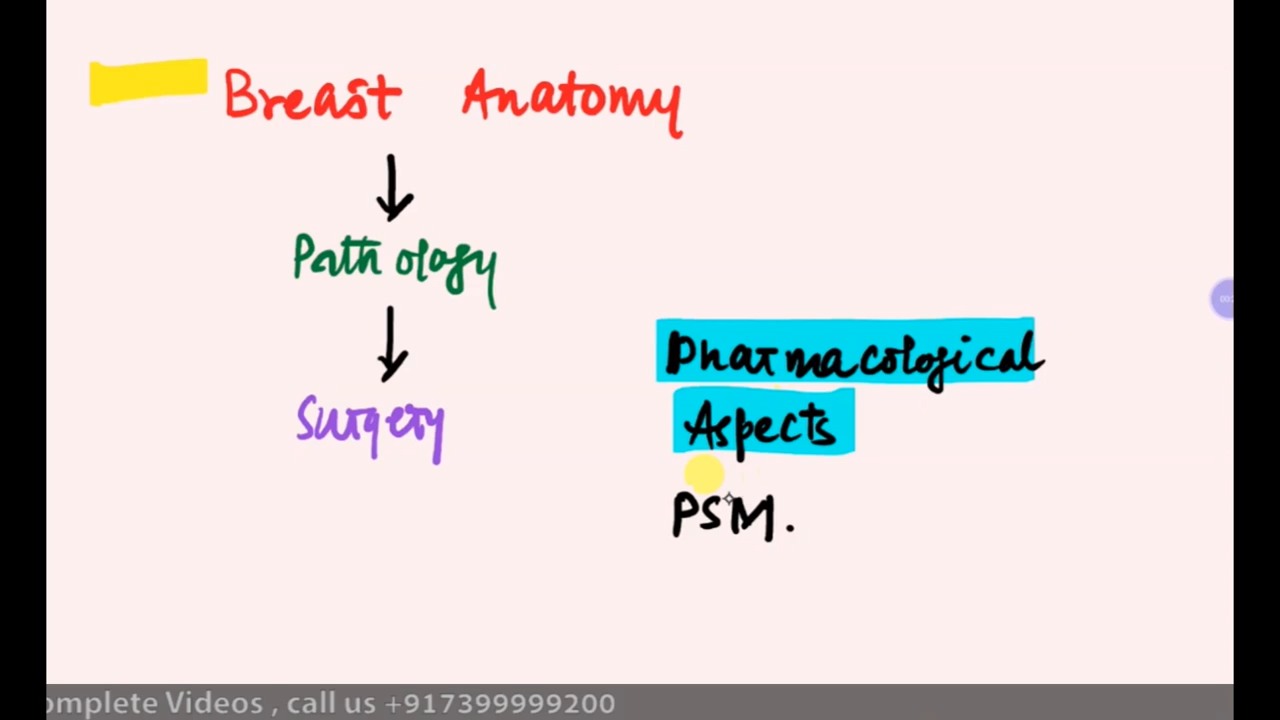 Breast Anatomy
Pathology
Surgery
Pharmacological
Aspects
PSM.
omplete Videos , call us +917399999200